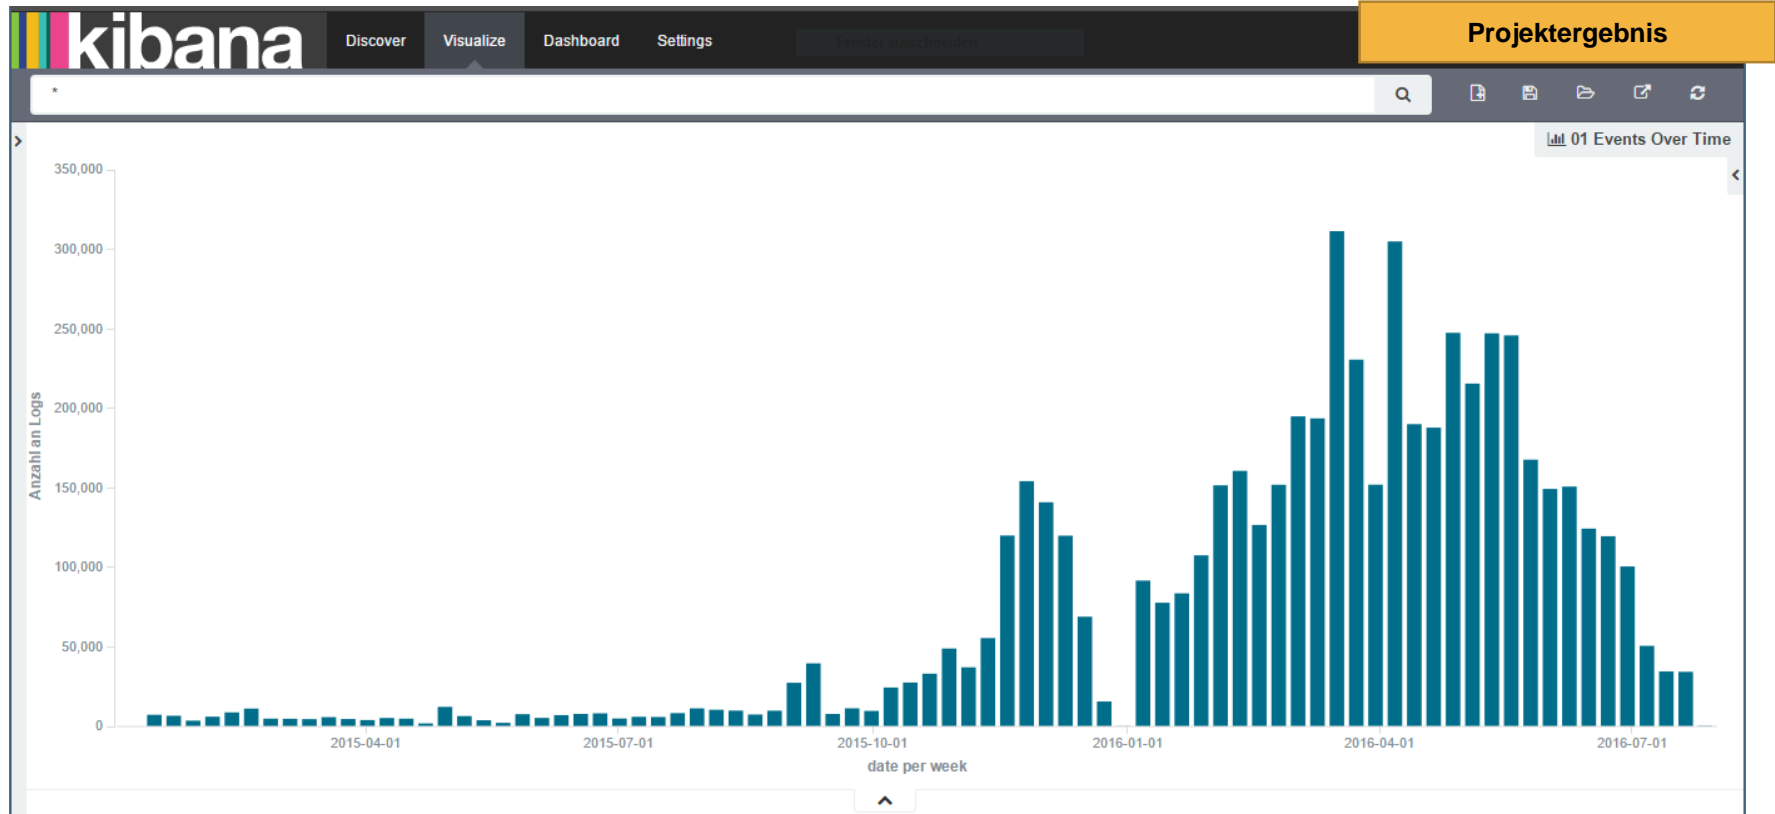 kibana
Discover Visualize Dashboard Settings
Projektergebnis
*
01 Events Over Time
350,000
300,000
250,000
200,000
150,000
100,000
50,000
0
Anzahl an Logs
2015-04-01 2015-07-01 2015-10-01 2016-01-01 2016-04-01 2016-07-01
date per week